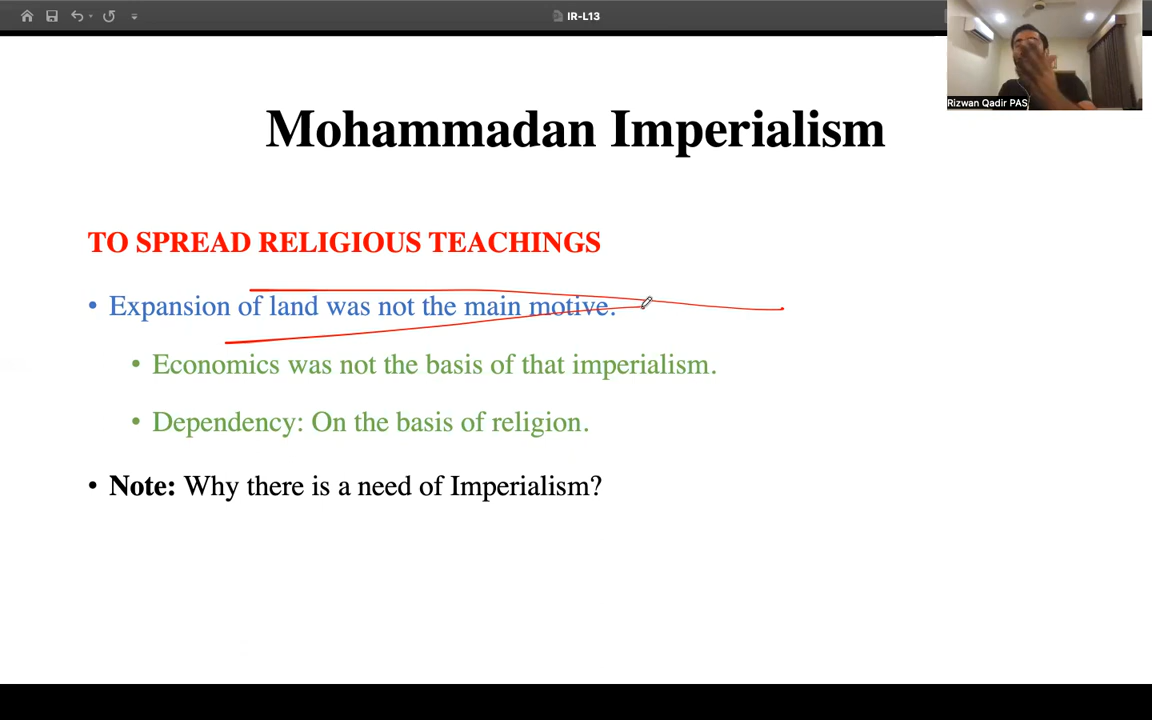 IR-L13
Rizwan Qadir PAS
Mohammadan Imperialism
TO SPREAD RELIGIOUS TEACHINGS
• Expansion of land was not the main motive.
• Economics was not the basis of that imperialism.
• Dependency: On the basis of religion.
• Note: Why there is a need of Imperialism?